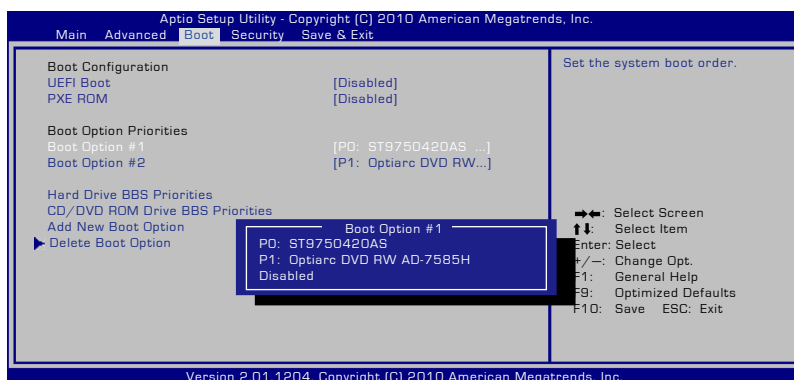 Aptio Setup Utility - Copyright (C) 2010 American Megatrends, Inc.
Main Advanced Boot Security Save & Exit
Boot Configuration
UEFI Boot [Disabled]
PXE ROM [Disabled]
Boot Option Priorities
Boot Option #1 [P0: ST9750420AS ...]
Boot Option #2 [P1: Optiarc DVD RW...]
Hard Drive BBS Priorities
CD/DVD ROM Drive BBS Priorities
Add New Boot Option
Delete Boot Option
Boot Option #1
P0: ST9750420AS
P1: Optiarc DVD RW AD-7585H
Disabled
Set the system boot order.
→←: Select Screen
↑↓: Select Item
Enter: Select
+/—: Change Opt.
F1: General Help
F9: Optimized Defaults
F10: Save ESC: Exit
Version 2.01.1204. Copyright (C) 2010 American Megatrends, Inc.